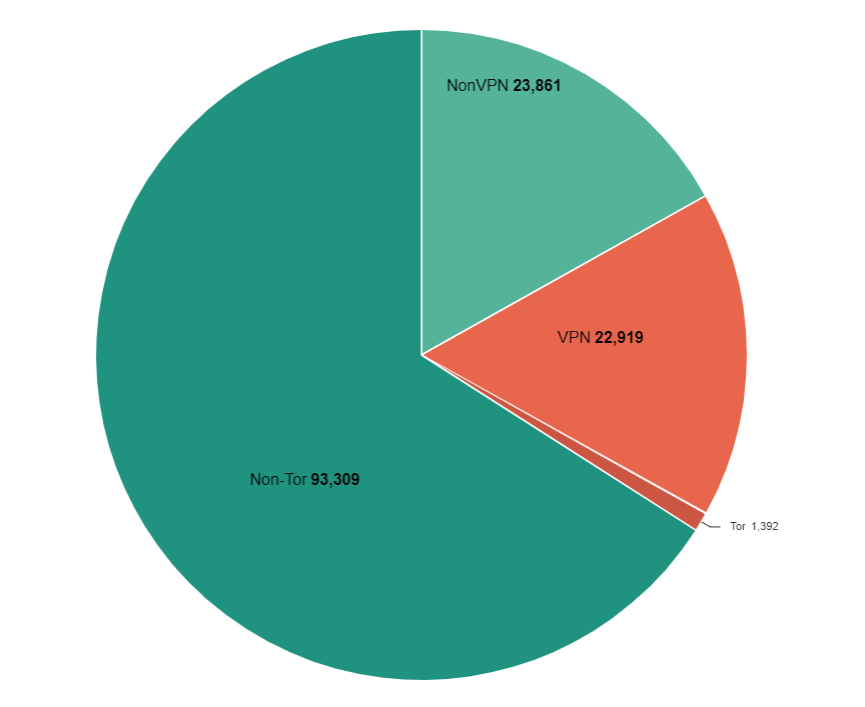 NonVPN 23,861
VPN 22,919
Non-Tor 93,309
Tor 1,392